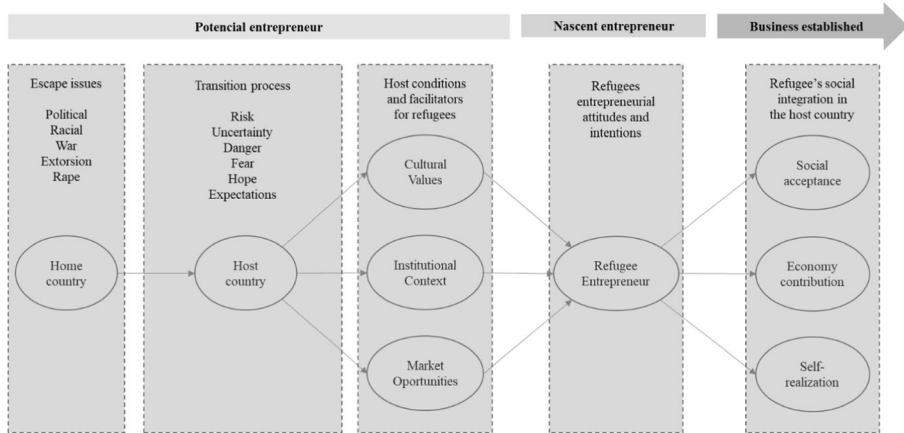 Potencial entrepreneur
Nascent entrepreneur
Business established
Escape issues
Political
Racial
War
Extorsion
Rape
Home
country
Transition process
Risk
Uncertainty
Danger
Fear
Hope
Expectations
Host
country
Host conditions
and facilitators
for refugees
Cultural
Values
Institutional
Context
Market
Oportunities
Refugees
entrepreneurial
attitudes and
intentions
Refugee
Entrepreneur
Refugee's social
integration in
the host country
Social
acceptance
Economy
contribution
Self-
realization